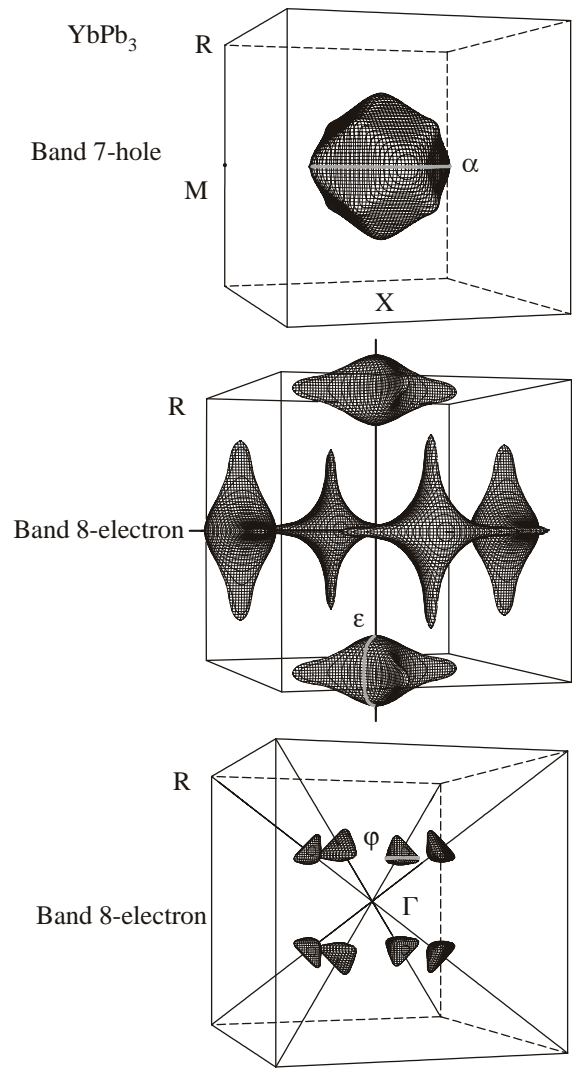 YbPb₃
R
Band 7-hole
α
M
X
R
Band 8-electron
ε
R
φ
Γ
Band 8-electron